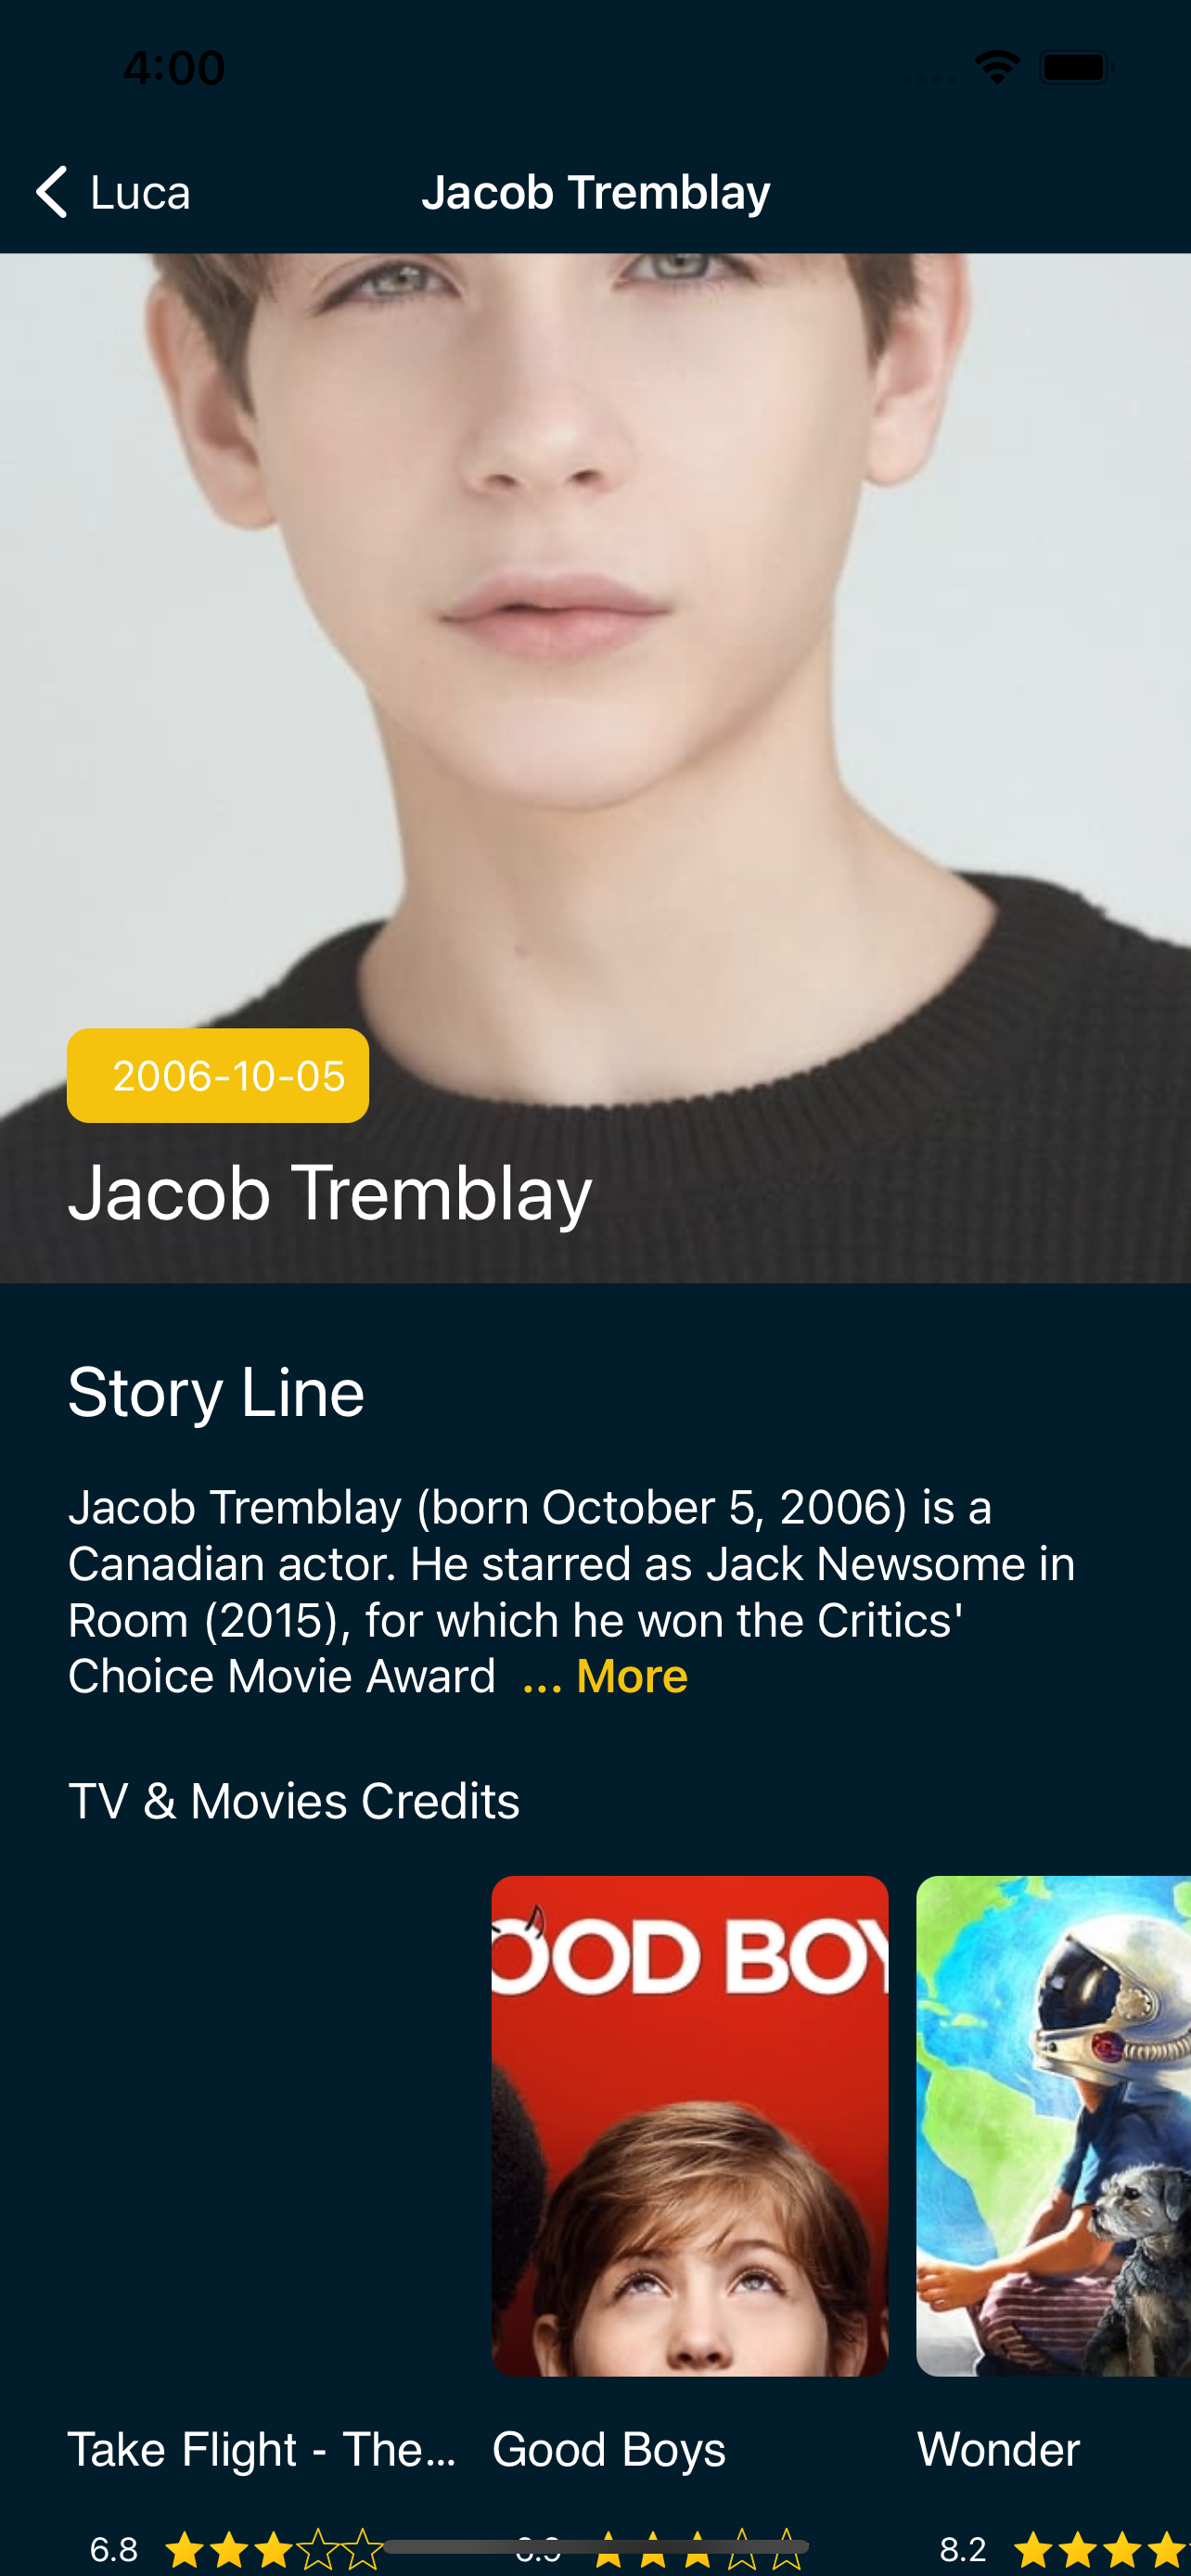 4:00
Luca
Jacob Tremblay
2006-10-05
Jacob Tremblay
Story Line
Jacob Tremblay (born October 5, 2006) is a
Canadian actor. He starred as Jack Newsome in
Room (2015), for which he won the Critics'
Choice Movie Award ... More
TV & Movies Credits
OOD BOY
Take Flight - The...
Good Boys
Wonder
6.8
8.2